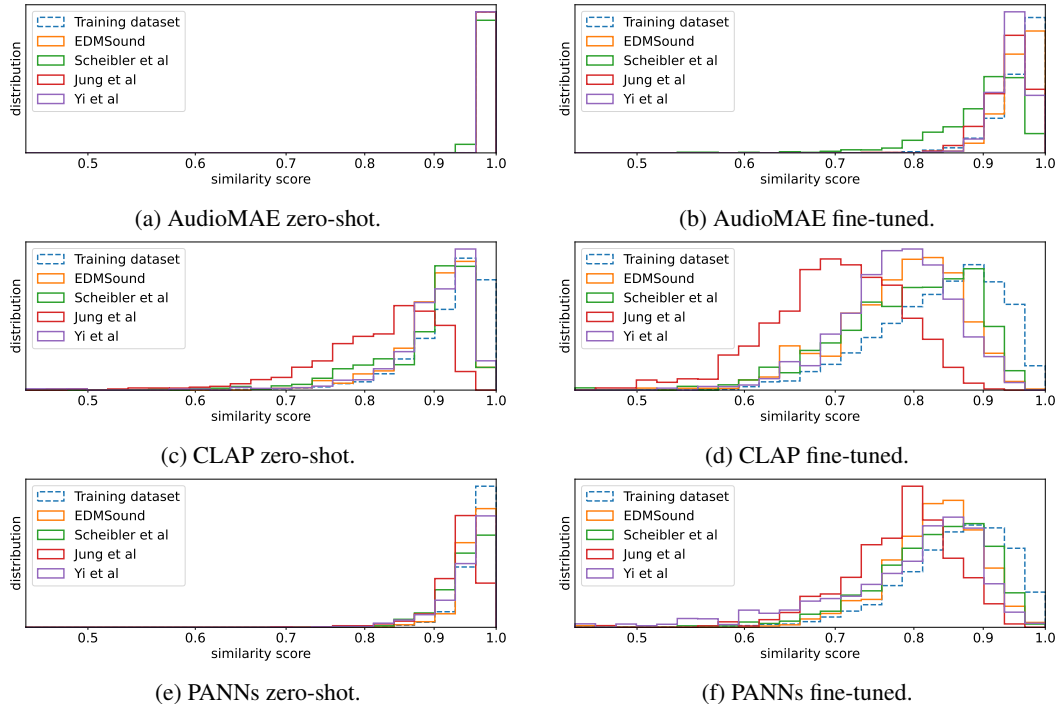 distribution
Training dataset
EDMSound
Scheibler et al
Jung et al
Yi et al
0.5 0.6 0.7 0.8 0.9 1.0
similarity score
(a) AudioMAE zero-shot.
distribution
Training dataset
EDMSound
Scheibler et al
Jung et al
Yi et al
0.5 0.6 0.7 0.8 0.9 1.0
similarity score
(b) AudioMAE fine-tuned.
distribution
Training dataset
EDMSound
Scheibler et al
Jung et al
Yi et al
0.5 0.6 0.7 0.8 0.9 1.0
similarity score
(c) CLAP zero-shot.
distribution
Training dataset
EDMSound
Scheibler et al
Jung et al
Yi et al
0.5 0.6 0.7 0.8 0.9 1.0
similarity score
(d) CLAP fine-tuned.
distribution
Training dataset
EDMSound
Scheibler et al
Jung et al
Yi et al
0.5 0.6 0.7 0.8 0.9 1.0
similarity score
(e) PANNs zero-shot.
distribution
Training dataset
EDMSound
Scheibler et al
Jung et al
Yi et al
0.5 0.6 0.7 0.8 0.9 1.0
similarity score
(f) PANNs fine-tuned.